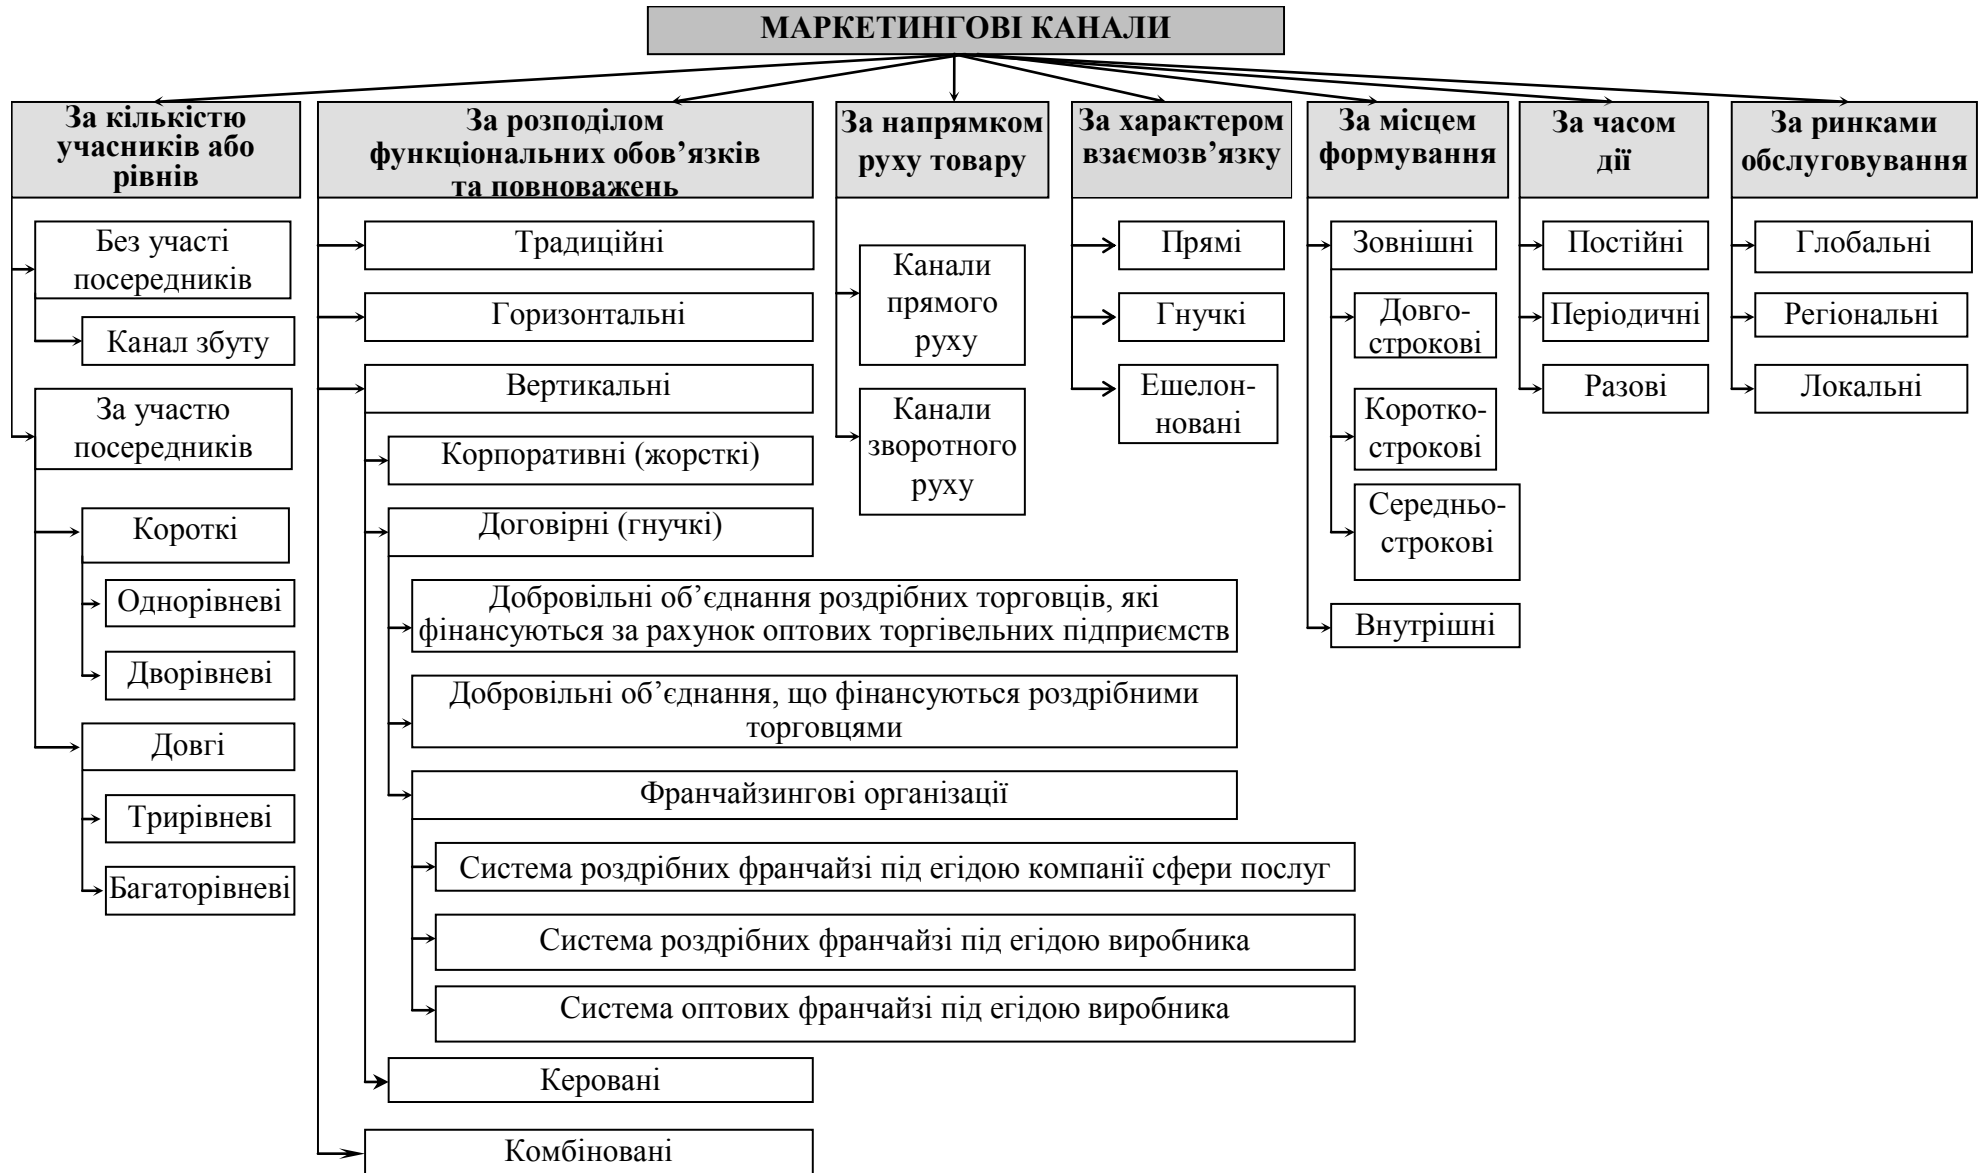 МАРКЕТИНГОВІ КАНАЛИ
За кількістю
учасників або
рівнів
Без участі
посередників
Канал збуту
За участю
посередників
Короткі
Однорівневі
Дворівневі
Довгі
Трирівневі
Багаторівневі
За розподілом
функціональних обов’язків
та повноважень
Традиційні
Горизонтальні
Вертикальні
Корпоративні (жорсткі)
Договірні (гнучкі)
Добровільні об’єднання роздрібних торговців, які
фінансуються за рахунок оптових торгівельних підприємств
Добровільні об’єднання, що фінансуються роздрібними
торговцями
Франчайзингові організації
Система роздрібних франчайзі під егідою компанії сфери послуг
Система роздрібних франчайзі під егідою виробника
Система оптових франчайзі під егідою виробника
Керовані
Комбіновані
За напрямком
руху товару
Канали
прямого
руху
Канали
зворотного
руху
За характером
взаємозв’язку
Прямі
Гнучкі
Ешелон-
новані
За місцем
формування
Зовнішні
Довго-
строкові
Коротко-
строкові
Середньо-
строкові
Внутрішні
За часом
дії
Постійні
Періодичні
Разові
За ринками
обслуговування
Глобальні
Регіональні
Локальні